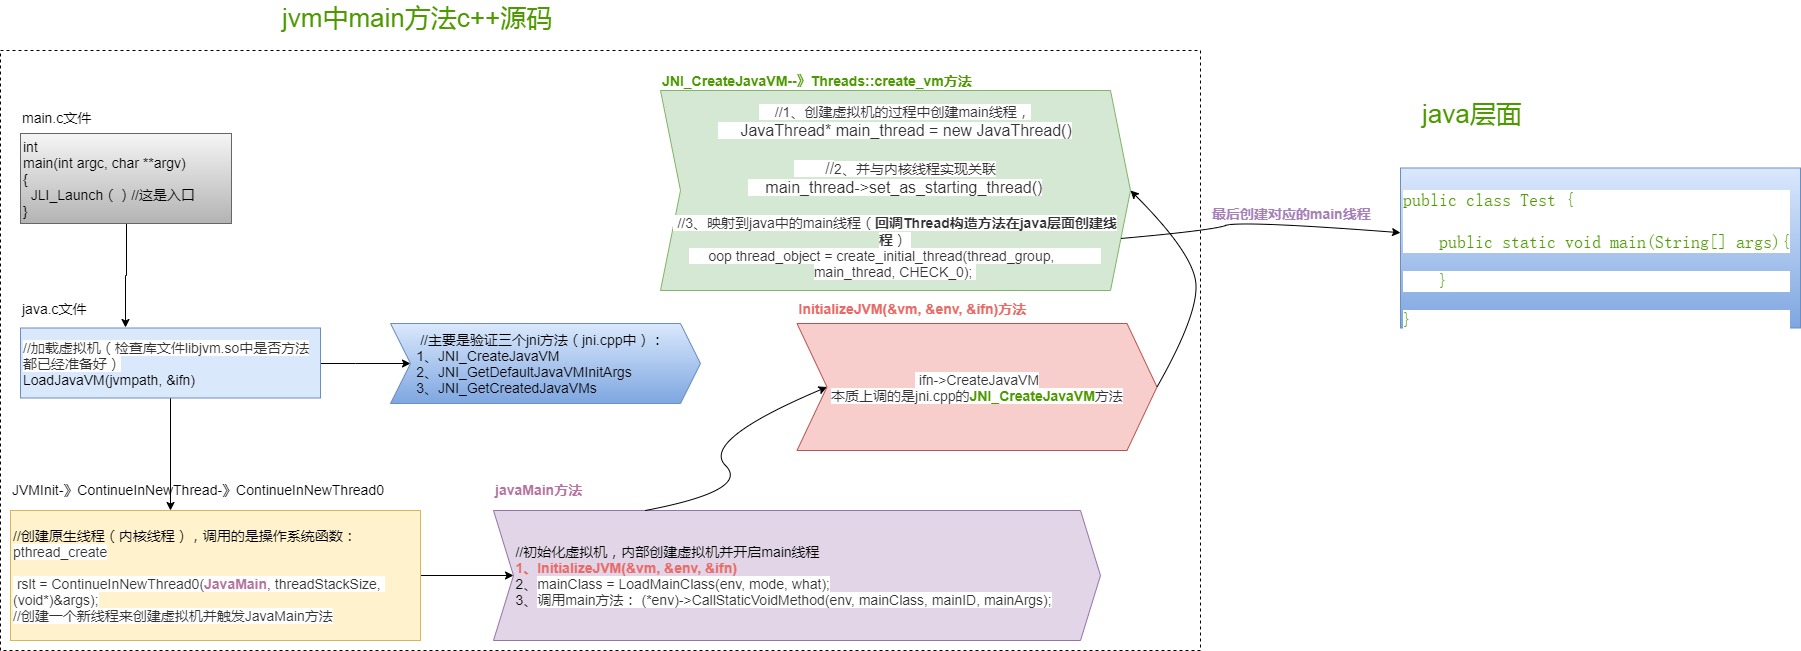 jvm中main方法c++源码
JNI_CreateJavaVM--》Threads::create_vm方法
//1、创建虚拟机的过程中创建main线程，
JavaThread* main_thread = new JavaThread()
//2、并与内核线程实现关联
main_thread->set_as_starting_thread()
//3、映射到java中的main线程（回调Thread构造方法在java层面创建线
程）
oop thread_object = create_initial_thread(thread_group,
main_thread, CHECK_0);
java层面
最后创建对应的main线程
public class Test {
public static void main(String[] args){
}
}
main.c文件
int
main(int argc, char **argv)
{
JLI_Launch（）//这是入口
}
java.c文件
//加载虚拟机（检查库文件libjvm.so中是否方法
都已经准备好）
LoadJavaVM(jvmpath, &ifn)
//主要是验证三个jni方法（jni.cpp中）：
1、JNI_CreateJavaVM
2、JNI_GetDefaultJavaVMInitArgs
3、JNI_GetCreatedJavaVMs
InitializeJVM(&vm, &env, &ifn)方法
ifn->CreateJavaVM
本质上调的是jni.cpp的JNI_CreateJavaVM方法
JVMInit-》ContinueInNewThread-》ContinueInNewThread0
//创建原生线程（内核线程），调用的是操作系统函数：
pthread_create
rslt = ContinueInNewThread0(JavaMain, threadStackSize,
(void*)&args);
//创建一个新线程来创建虚拟机并触发JavaMain方法
javaMain方法
//初始化虚拟机，内部创建虚拟机并开启main线程
1、InitializeJVM(&vm, &env, &ifn)
2、mainClass = LoadMainClass(env, mode, what);
3、调用main方法： (*env)->CallStaticVoidMethod(env, mainClass, mainID, mainArgs);